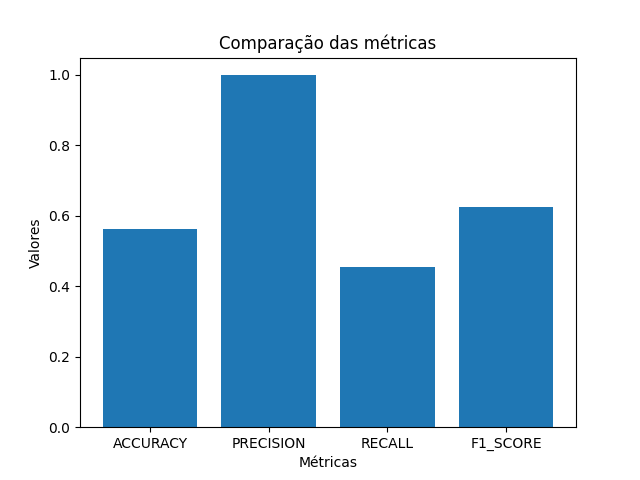 Comparação das métricas
1.0
0.8
0.6
0.4
0.2
0.0
Valores
ACCURACY PRECISION RECALL F1_SCORE
Métricas